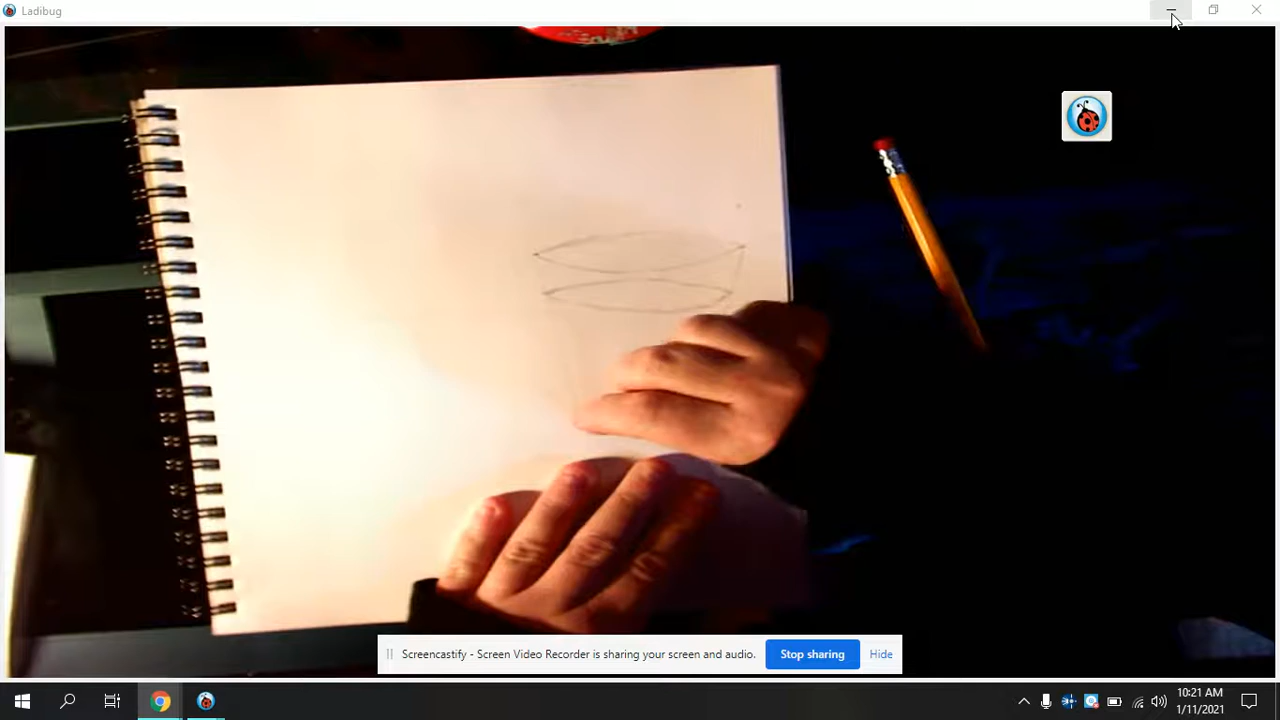 Ladibug
Screencastify - Screen Video Recorder is sharing your screen and audio.
Stop sharing
Hide
10:21 AM
1/11/2021